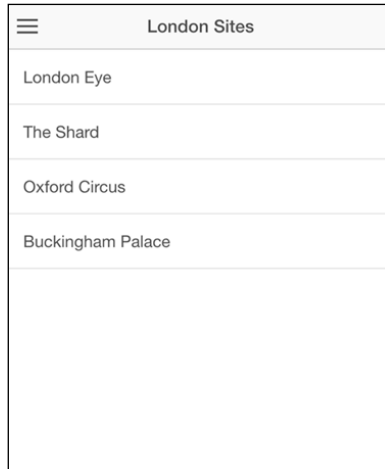 London Sites
London Eye
The Shard
Oxford Circus
Buckingham Palace